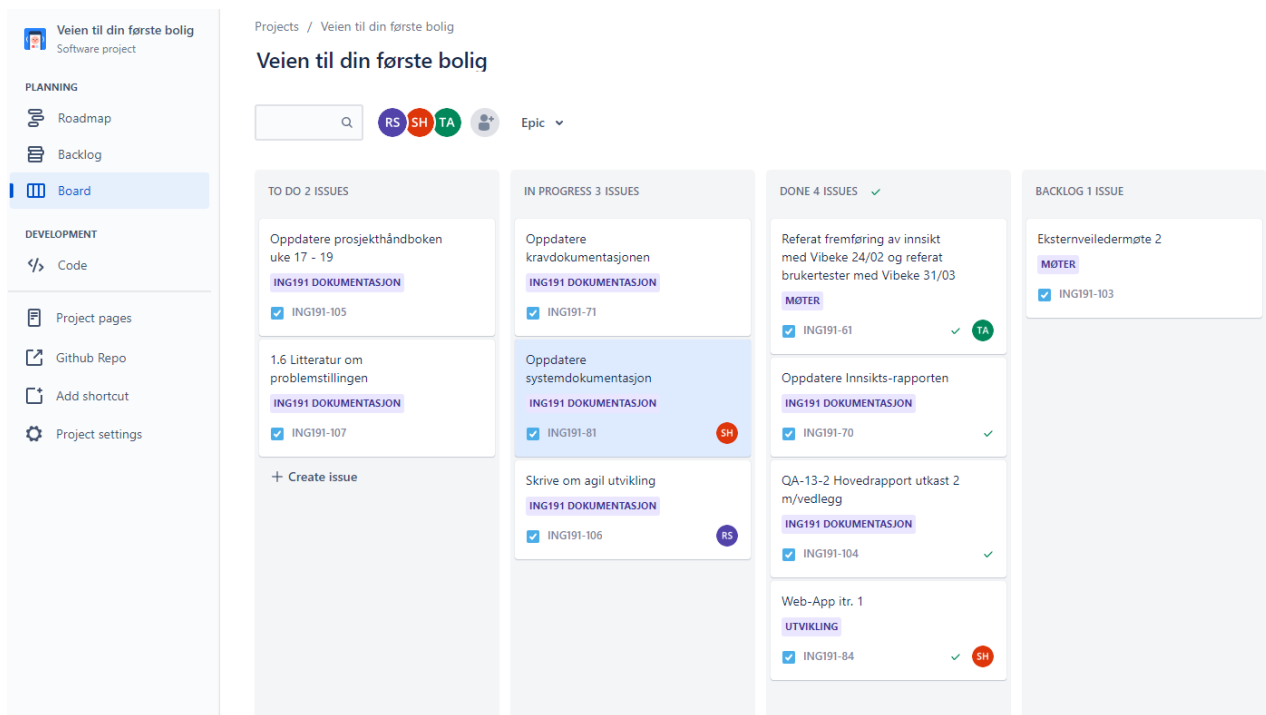 Veien til din første bolig
Software project
PLANNING
Roadmap
Backlog
Board
DEVELOPMENT
Code
Project pages
Github Repo
Add shortcut
Project settings
Projects / Veien til din første bolig
Veien til din første bolig
RS SH TA
Epic
TO DO 2 ISSUES
Oppdatere prosjekthåndboken
uke 17 - 19
ING191 DOKUMENTASJON
ING191-105
1.6 Litteratur om
problemstillingen
ING191 DOKUMENTASJON
ING191-107
+ Create issue
IN PROGRESS 3 ISSUES
Oppdatere
kravdokumentasjonen
ING191 DOKUMENTASJON
ING191-71
Oppdatere
systemdokumentasjon
ING191 DOKUMENTASJON
ING191-81 SH
Skrive om agil utvikling
ING191 DOKUMENTASJON
ING191-106 RS
DONE 4 ISSUES
Referat fremføring av innsikt
med Vibeke 24/02 og referat
brukertester med Vibeke 31/03
MØTER
ING191-61 TA
Oppdatere Innsikts-rapporten
ING191 DOKUMENTASJON
ING191-70
QA-13-2 Hovedrapport utkast 2
m/vedlegg
ING191 DOKUMENTASJON
ING191-104
Web-App itr. 1
UTVIKLING
ING191-84 SH
BACKLOG 1 ISSUE
Eksternveiledermøte 2
MØTER
ING191-103